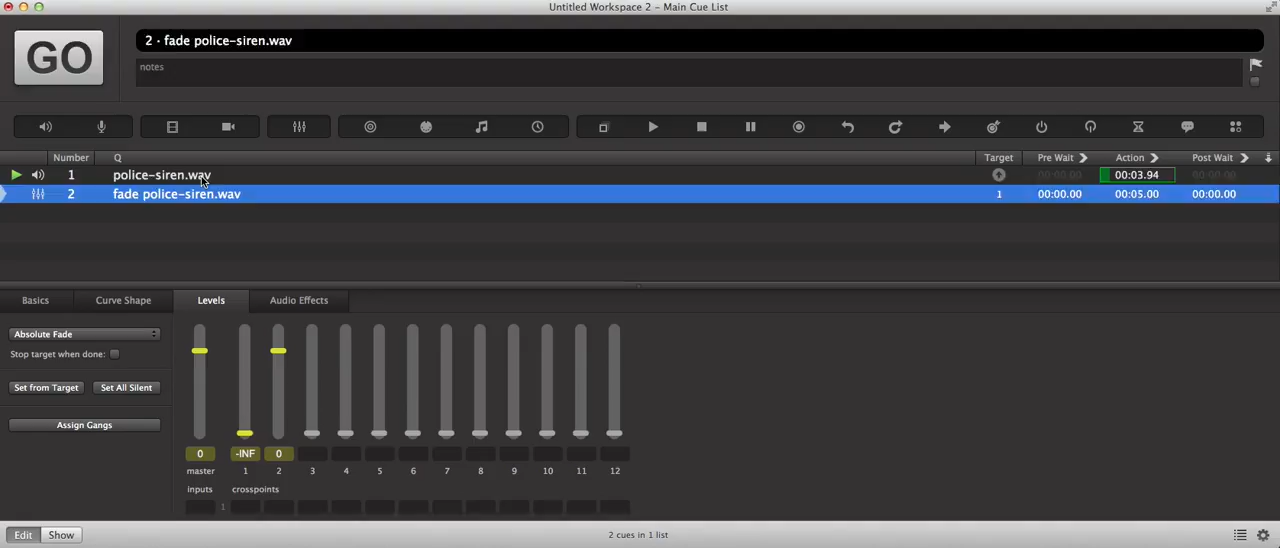 Untitled Workspace 2 – Main Cue List
GO
2 · fade police-siren.wav
notes
Number Q Target Pre Wait Action Post Wait
1 police-siren.wav 00:00.00 00:03.94 00:00.00
2 fade police-siren.wav 1 00:00.00 00:05.00 00:00.00
Basics Curve Shape Levels Audio Effects
Absolute Fade
Stop target when done:
Set from Target Set All Silent
Assign Gangs
0 -INF 0
master 1 2 3 4 5 6 7 8 9 10 11 12
inputs crosspoints
1
Edit Show 2 cues in 1 list